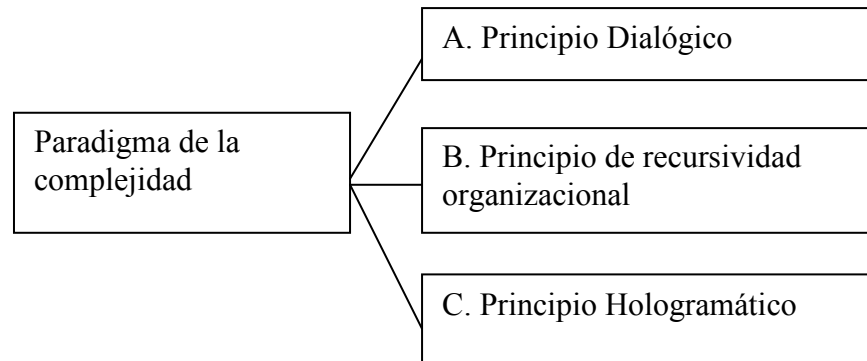 A. Principio Dialógico
Paradigma de la
complejidad
B. Principio de recursividad
organizacional
C. Principio Hologramático